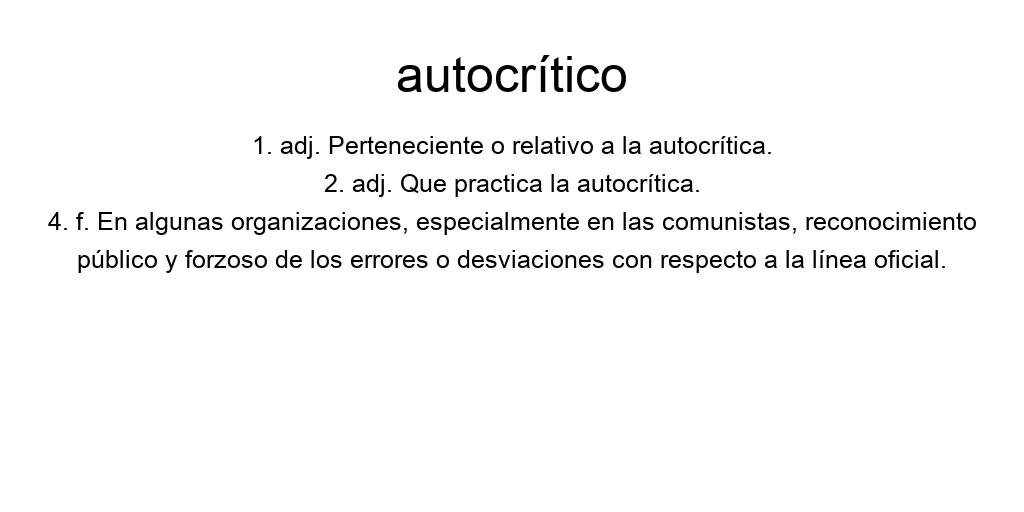 autocrítico
1. adj. Perteneciente o relativo a la autocrítica.
2. adj. Que practica la autocrítica.
4. f. En algunas organizaciones, especialmente en las comunistas, reconocimiento
público y forzoso de los errores o desviaciones con respecto a la línea oficial.